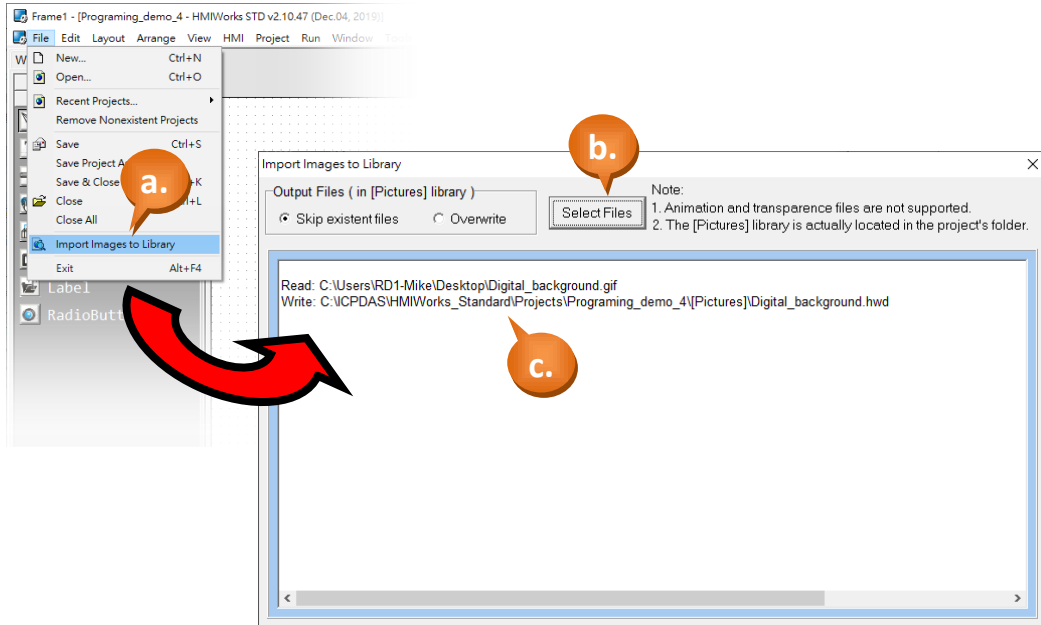 Frame1 - [Programing_demo_4 - HMIWorks STD v2.10.47 (Dec.04, 2019)]
File Edit Layout Arrange View HMI Project Run Window
New... Ctrl+N
Open... Ctrl+O
Recent Projects...
Remove Nonexistent Projects
Save Ctrl+S
Save Project A
Save & Close +K
Close +L
Close All
Import Images to Library
Exit Alt+F4
Label
RadioButt
a.
b.
Import Images to Library
Output Files ( in [Pictures] library )
Skip existent files Overwrite
Select Files
Note:
1. Animation and transparence files are not supported.
2. The [Pictures] library is actually located in the project's folder.
Read: C:\Users\RD1-Mike\Desktop\Digital_background.gif
Write: C:\ICPDAS\HMIWorks_Standard\Projects\Programing_demo_4\[Pictures]\Digital_background.hwd
c.